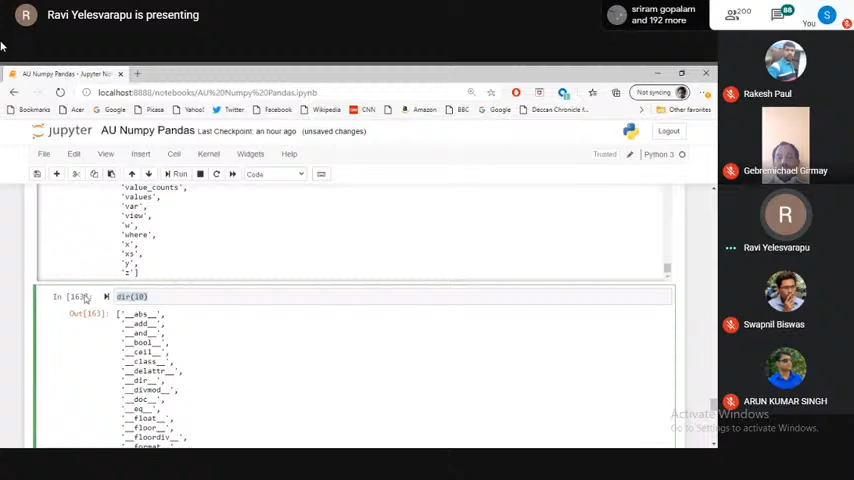 R Ravi Yelesvarapu is presenting
sriram gopalam
and 192 more
200
88
S
You
AU Numpy Pandas - Jupyter Not
localhost:8888/notebooks/AU%20Numpy%20Pandas.ipynb
Not syncing
Bookmarks Acer Google Picasa Yahoo! Twitter Facebook Wikipedia CNN Amazon BBC Google Deccan Chronicle Other favorites
jupyter AU Numpy Pandas Last Checkpoint: an hour ago (unsaved changes) Logout
File Edit View Insert Cell Kernel Widgets Help Trusted Python 3
Run Code
'value_counts',
'values',
'var',
'view',
'w',
'where',
'x',
'xs',
'y',
'z']
In [163]: dir(10)
Out[163]: ['__abs__',
'__add__',
'__and__',
'__bool__',
'__ceil__',
'__class__',
'__delattr__',
'__dir__',
'__divmod__',
'__doc__',
'__eq__',
'__float__',
'__floor__',
'__floordiv__',
'__format__',
Rakesh Paul
Gebremichael Girmay
R
Ravi Yelesvarapu
Swapnil Biswas
ARUN KUMAR SINGH
Activate Windows
Go to Settings to activate Windows.